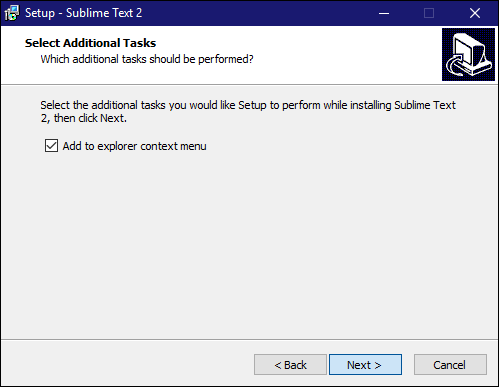 Setup - Sublime Text 2
Select Additional Tasks
Which additional tasks should be performed?
Select the additional tasks you would like Setup to perform while installing Sublime Text
2, then click Next.
Add to explorer context menu
< Back
Next >
Cancel